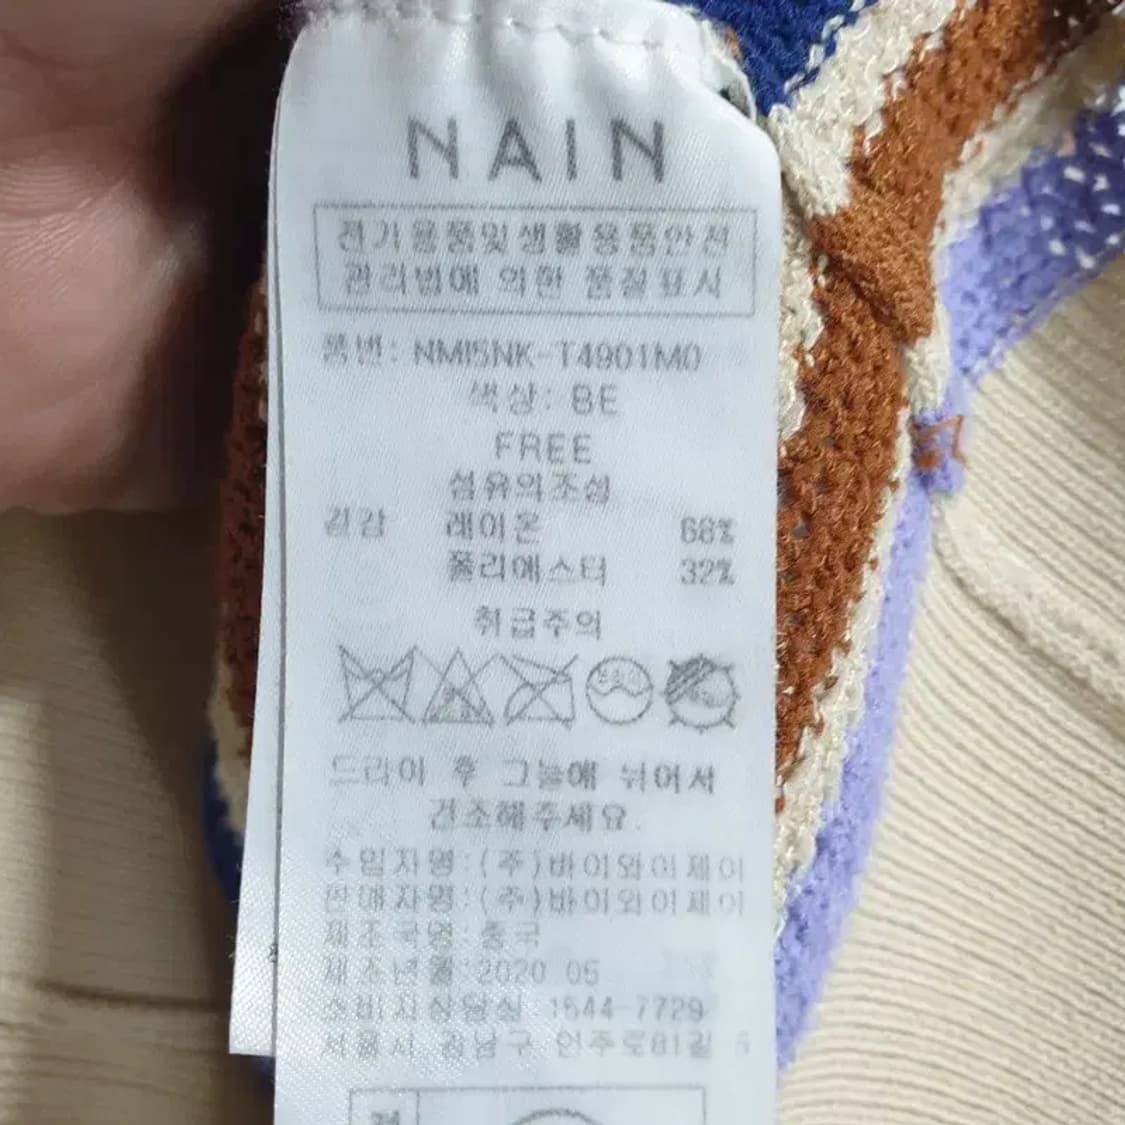 NAIN
전기용품및생활용품안전
관리법에 의한 품질표시
품번: NMI5NK-T4901M0
색상: BE
FREE
섬유의조성
겉감 레이온 68%
폴리에스터 32%
취급주의
드라이 후 그늘에 뉘어서
건조해주세요.
수입자명:(주)바이와이제이
판매자명:(주)바이와이제이
제조국명:중국
제조년월:2020 05
소비자상담실 1544-7729
서울시 강남구 언주로81길